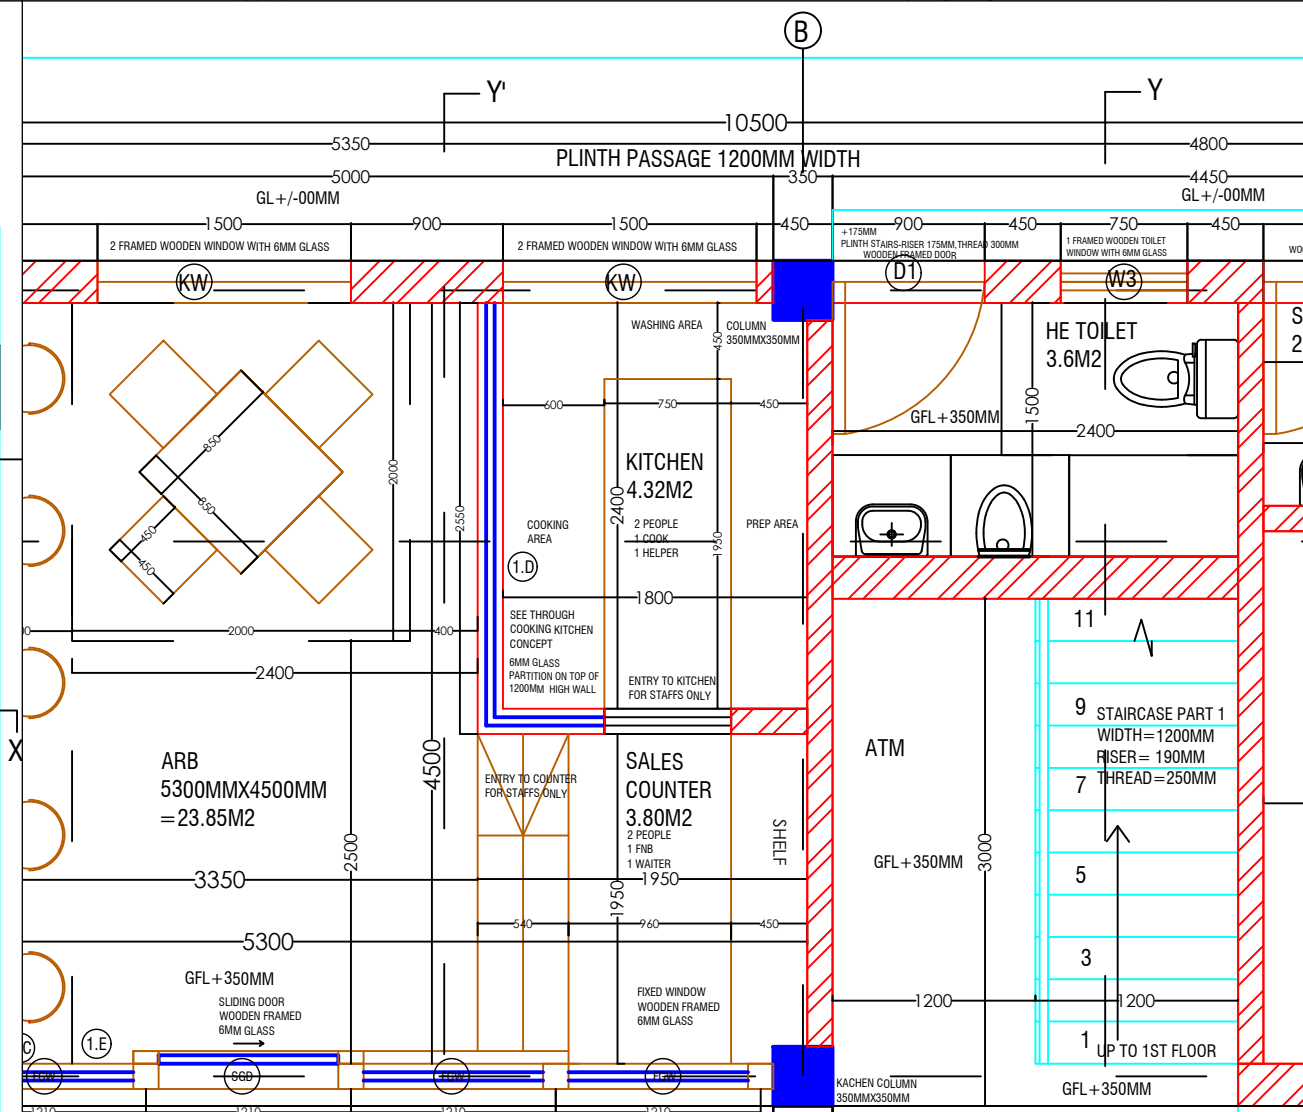 B
Y'
Y
10500
5350
4800
PLINTH PASSAGE 1200MM WIDTH
5000
350
4450
GL+/-00MM
GL+/-00MM
1500
900
1500
450
900
450
750
450
2 FRAMED WOODEN WINDOW WITH 6MM GLASS
2 FRAMED WOODEN WINDOW WITH 6MM GLASS
+175MM
PLINTH STAIRS-RISER 175MM,THREAD 300MM
WOODEN FRAMED DOOR
1 FRAMED WOODEN TOILET
WINDOW WITH 6MM GLASS
KW
KW
D1
W3
WASHING AREA
COLUMN
350MMX350MM
450
HE TOILET
3.6M2
S
2
600
750
450
GFL+350MM
1500
2400
850
850
450
450
2000
2550
KITCHEN
4.32M2
2400
COOKING
AREA
2 PEOPLE
1 COOK
1 HELPER
1950
PREP AREA
1.D
1800
SEE THROUGH
COOKING KITCHEN
CONCEPT
6MM GLASS
PARTITION ON TOP OF
1200MM HIGH WALL
ENTRY TO KITCHEN
FOR STAFFS ONLY
2000
400
2400
11
9
7
5
3
1
STAIRCASE PART 1
WIDTH=1200MM
RISER= 190MM
THREAD=250MM
X
ARB
5300MMX4500MM
=23.85M2
4500
ENTRY TO COUNTER
FOR STAFFS ONLY
SALES
COUNTER
3.80M2
2 PEOPLE
1 FNB
1 WAITER
SHELF
ATM
GFL+350MM
3000
2500
3350
1950
1950
540
960
450
5300
GFL+350MM
SLIDING DOOR
WOODEN FRAMED
6MM GLASS
FIXED WINDOW
WOODEN FRAMED
6MM GLASS
1200
1200
C
1.E
UP TO 1ST FLOOR
FGW
SGD
FGW
FGW
KACHEN COLUMN
350MMX350MM
GFL+350MM
1210
1210
1210
1210